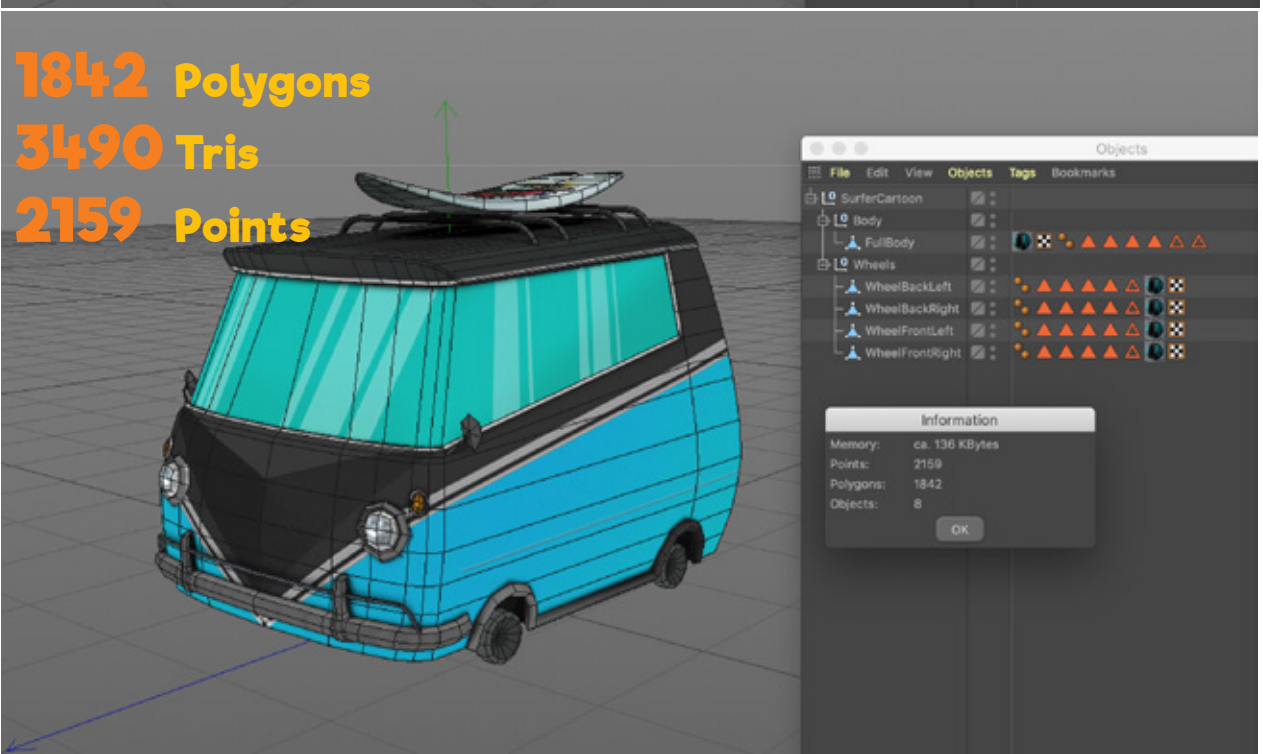 1842 Polygons
3490 Tris
2159 Points
Objects
File Edit View Objects Tags Bookmarks
SurferCartoon
Body
FullBody
Wheels
WheelBackLeft
WheelBackRight
WheelFrontLeft
WheelFrontRight
Information
Memory: ca. 136 KBytes
Points: 2159
Polygons: 1842
Objects: 8
OK